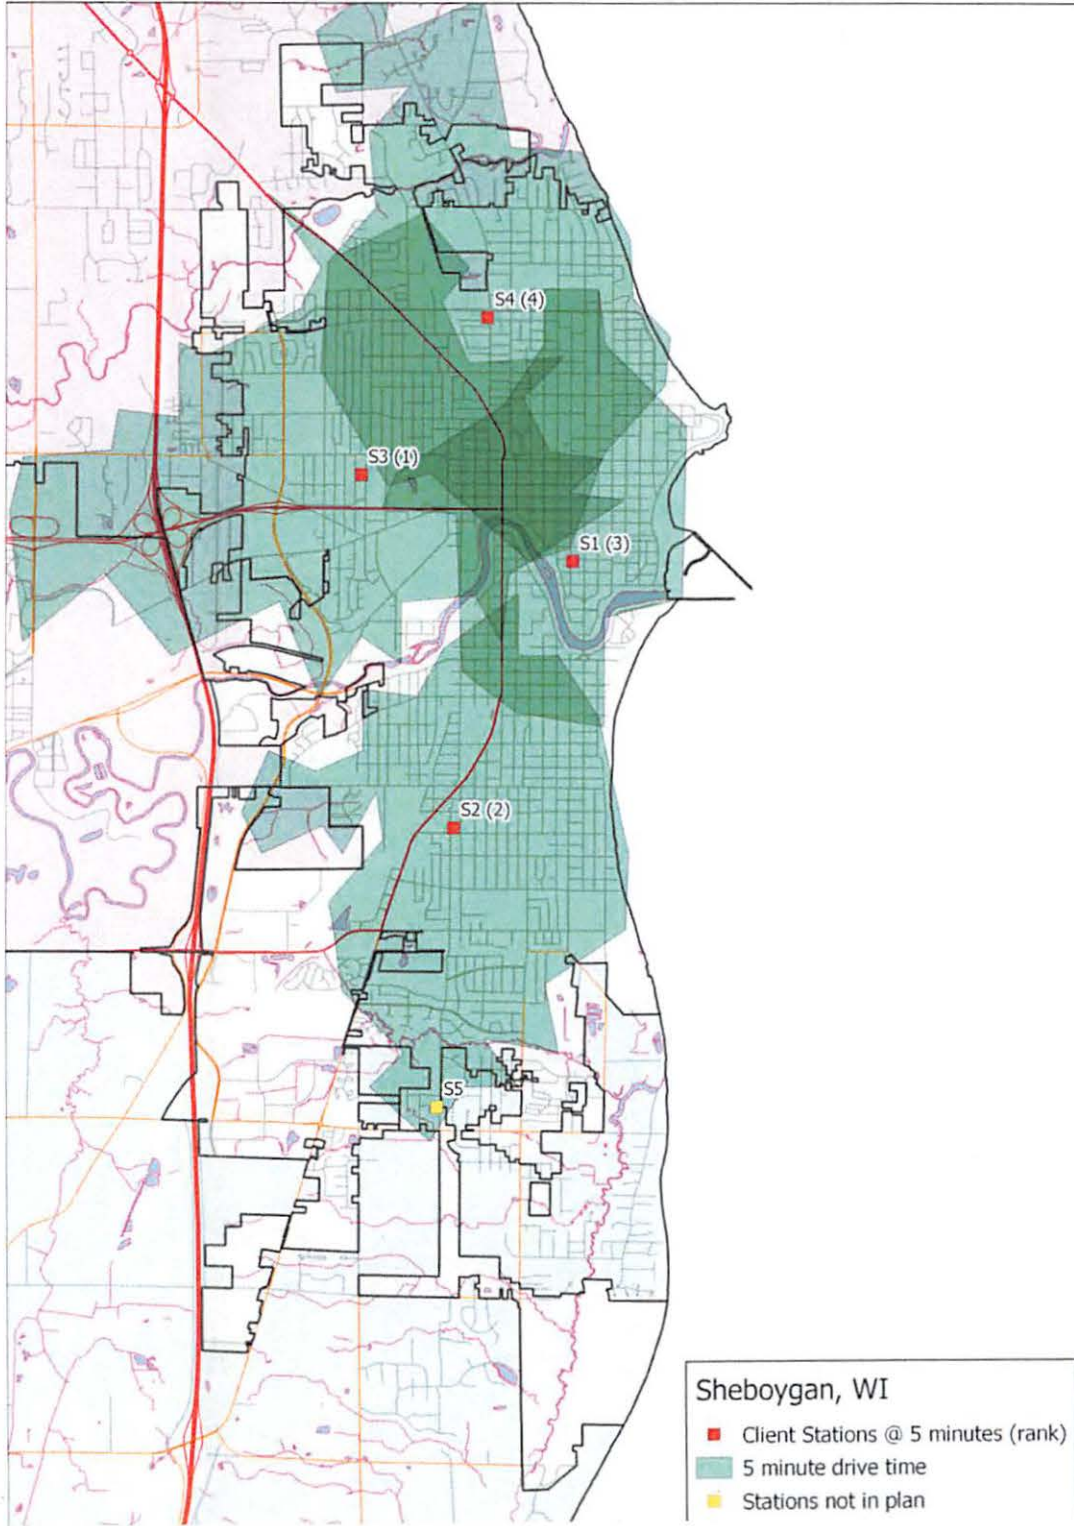 S4 (4)
S3 (1)
S1 (3)
S2 (2)
S5
Sheboygan, WI
Client Stations @ 5 minutes (rank)
5 minute drive time
Stations not in plan